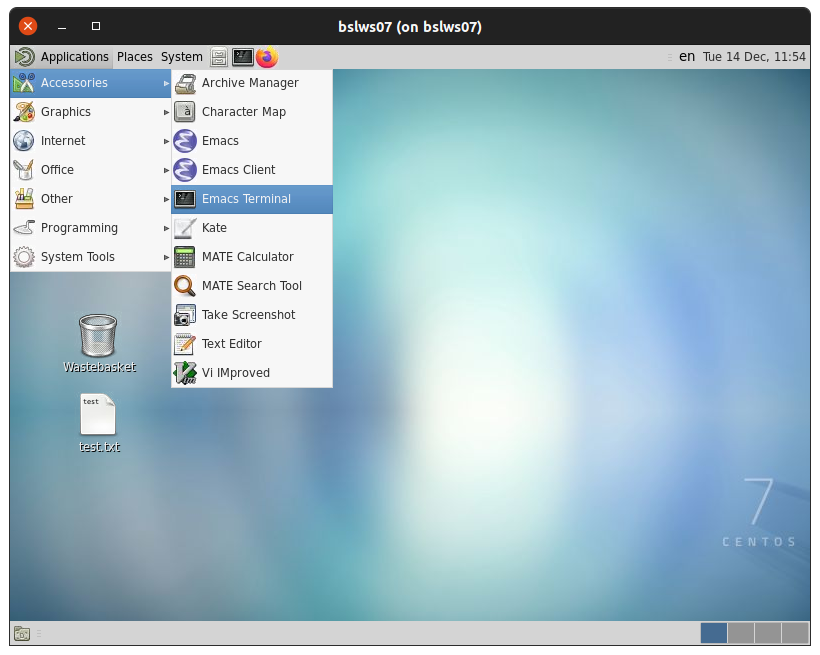 bslws07 (on bslws07)
Applications Places System
en Tue 14 Dec, 11:54
Accessories
Graphics
Internet
Office
Other
Programming
System Tools
Archive Manager
Character Map
Emacs
Emacs Client
Emacs Terminal
Kate
MATE Calculator
MATE Search Tool
Take Screenshot
Text Editor
Vi IMproved
Wastebasket
test
test.txt
7
CENTOS